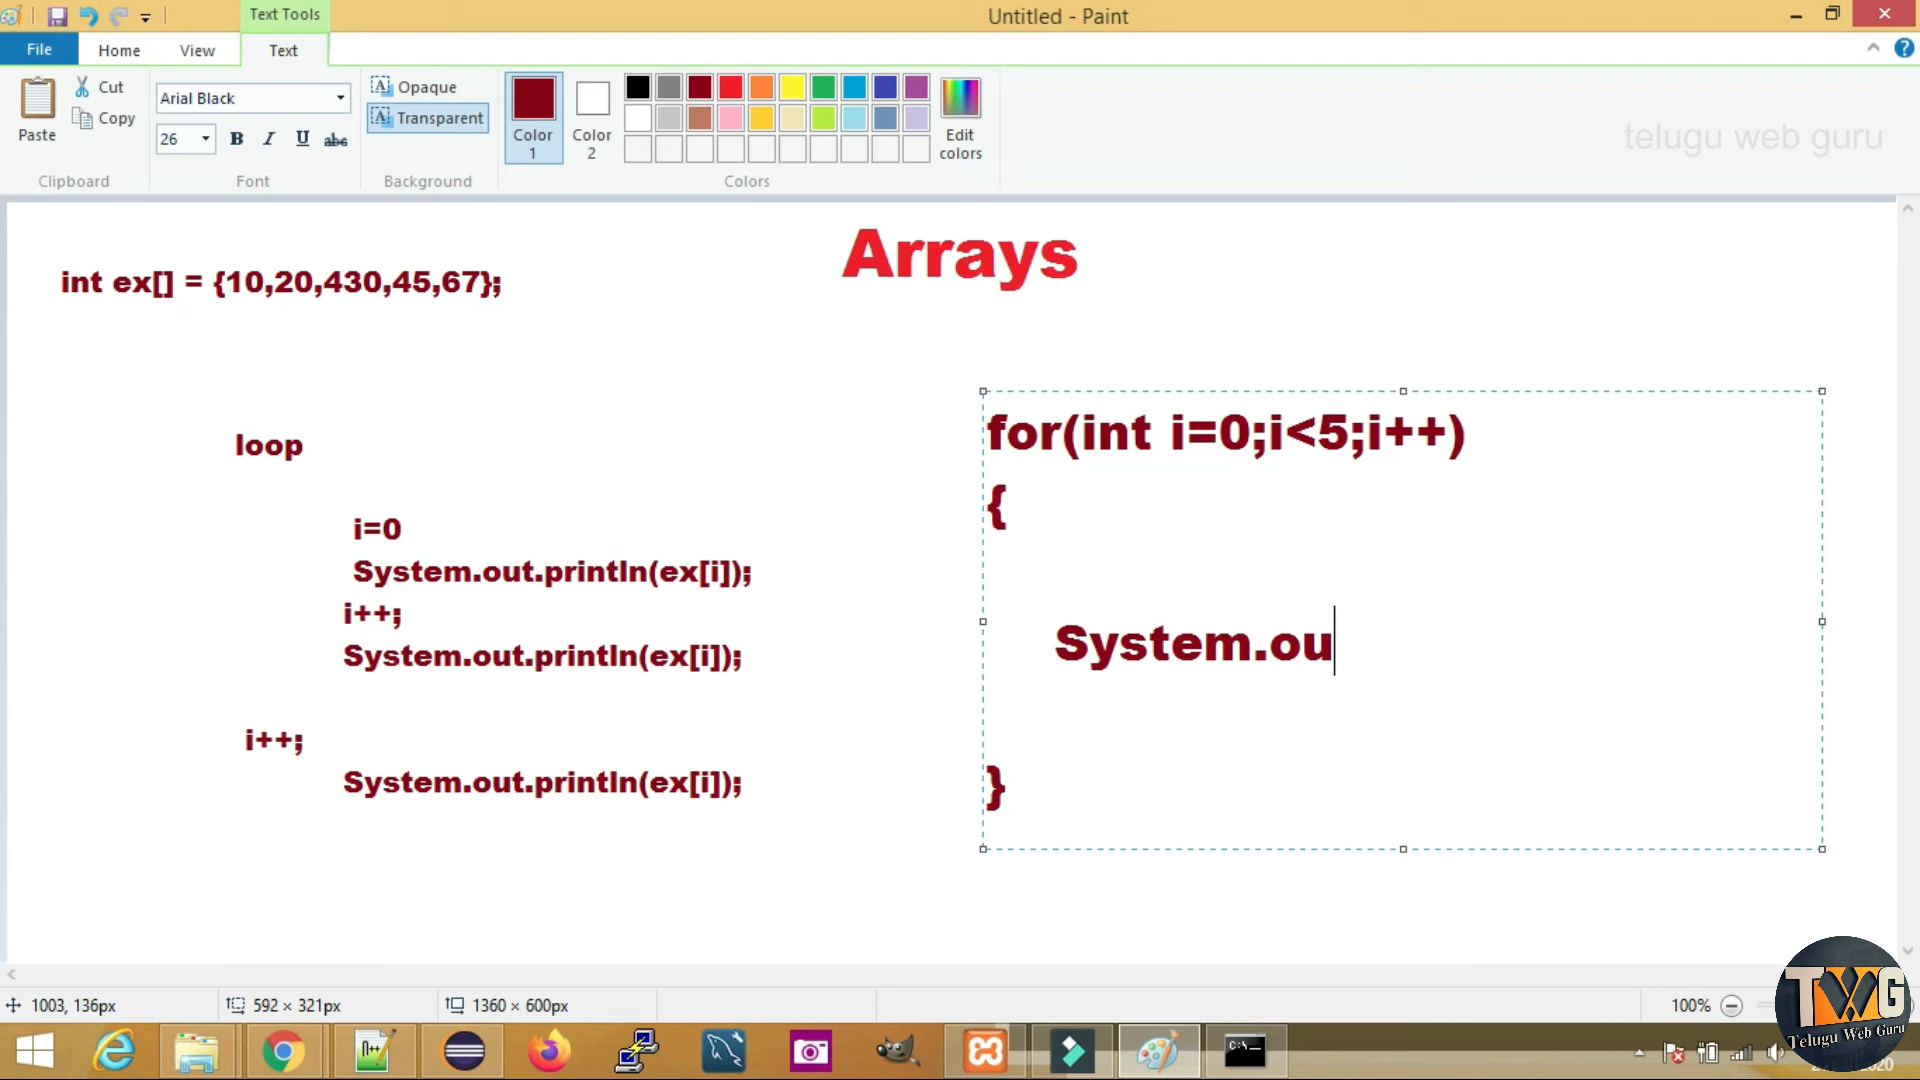 Text Tools
Untitled - Paint
File Home View Text
Paste
Cut
Copy
Clipboard
Arial Black
26 B I U abc
Font
Opaque
Transparent
Background
Color 1
Color 2
Edit colors
Colors
telugu web guru
Arrays
int ex[] = {10,20,430,45,67};
loop
i=0
System.out.println(ex[i]);
i++;
System.out.println(ex[i]);
i++;
System.out.println(ex[i]);
for(int i=0;i<5;i++)
{
System.ou
}
1003, 136px
592 × 321px
1360 × 600px
100%
TWG
Telugu Web Guru